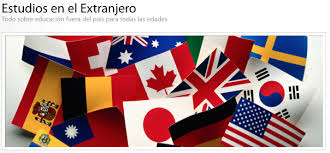 Estudios en el Extranjero
Todo sobre educación fuera del país para todas las edades